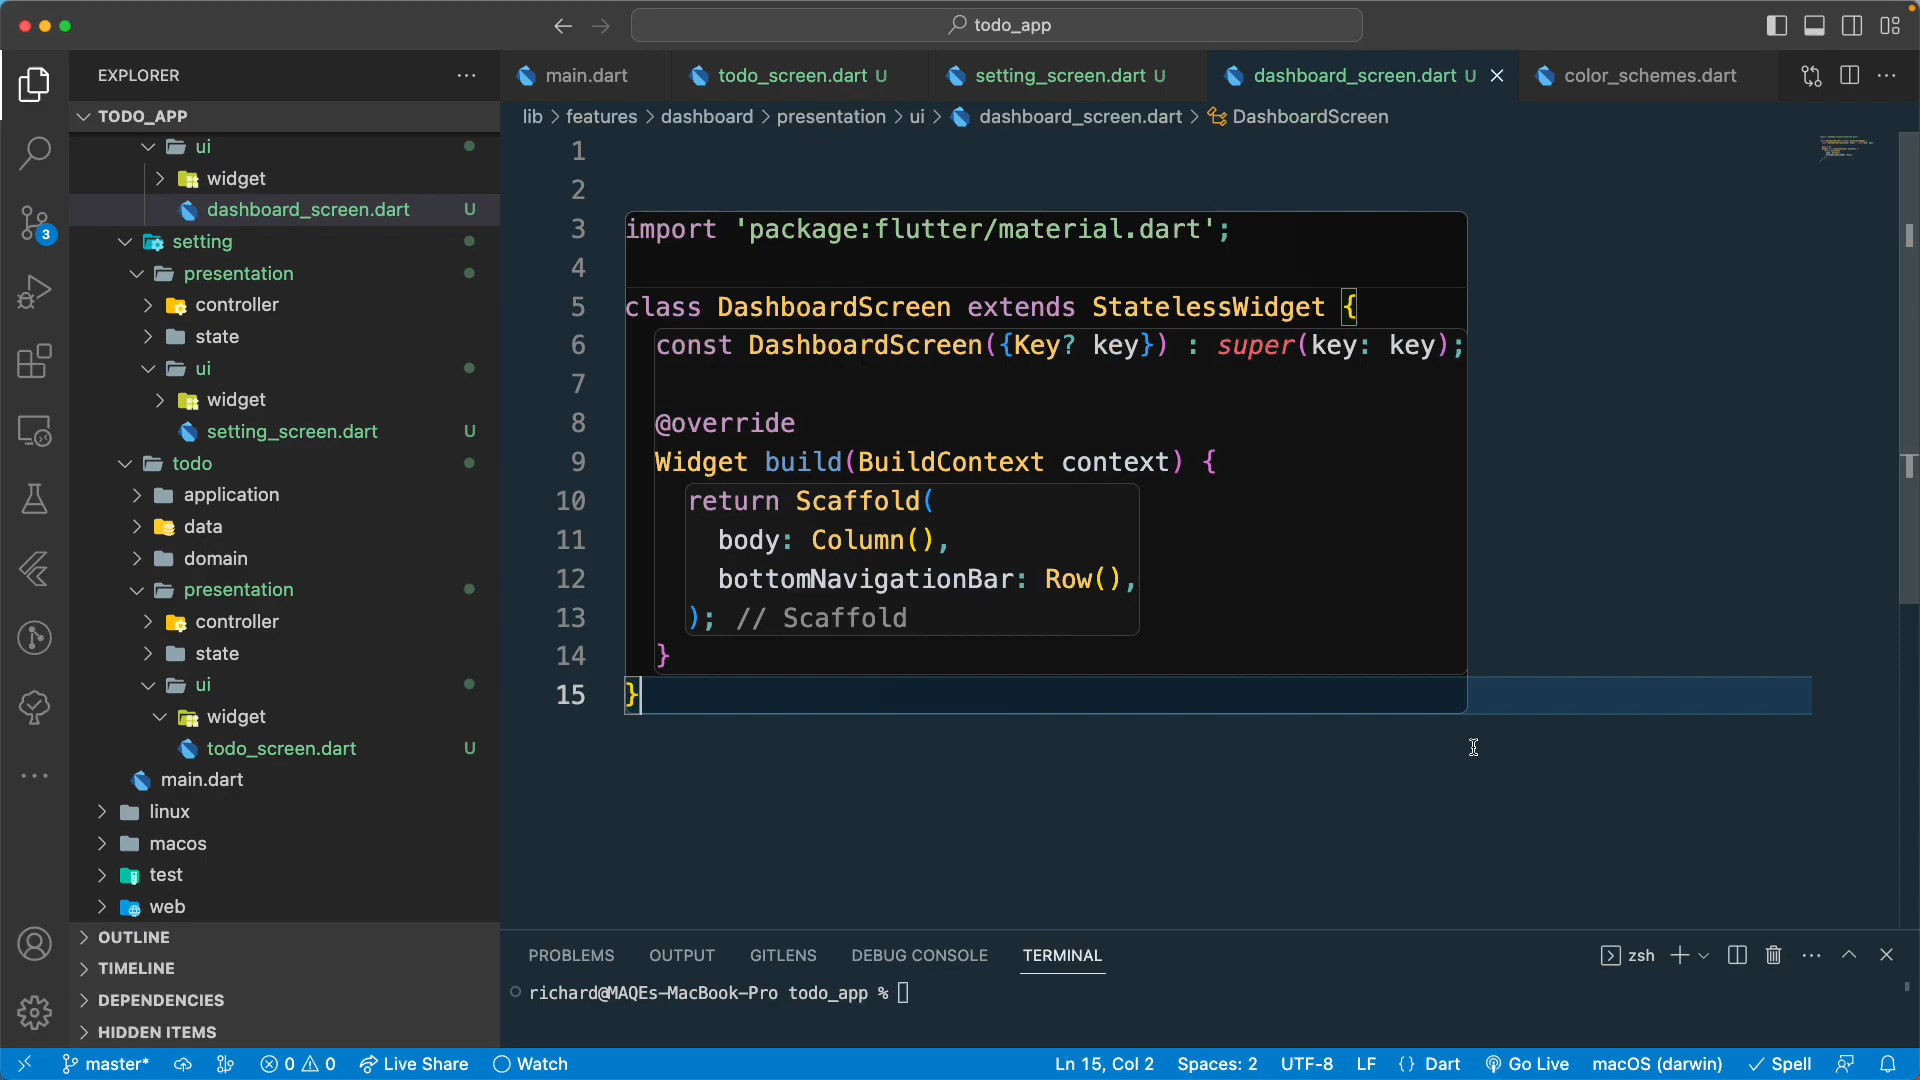 todo_app
EXPLORER
TODO_APP
ui
widget
dashboard_screen.dart U
setting
presentation
controller
state
ui
widget
setting_screen.dart U
todo
application
data
domain
presentation
controller
state
ui
widget
todo_screen.dart U
main.dart
linux
macos
test
web
OUTLINE
TIMELINE
DEPENDENCIES
HIDDEN ITEMS
3
main.dart todo_screen.dart U setting_screen.dart U dashboard_screen.dart U color_schemes.dart
lib > features > dashboard > presentation > ui > dashboard_screen.dart > DashboardScreen
1
2
3 import 'package:flutter/material.dart';
4
5 class DashboardScreen extends StatelessWidget {
6 const DashboardScreen({Key? key}) : super(key: key);
7
8 @override
9 Widget build(BuildContext context) {
10 return Scaffold(
11 body: Column(),
12 bottomNavigationBar: Row(),
13 ); // Scaffold
14 }
15 }
PROBLEMS OUTPUT GITLENS DEBUG CONSOLE TERMINAL zsh
richard@MAQEs-MacBook-Pro todo_app %
master* 0 0 Live Share Watch Ln 15, Col 2 Spaces: 2 UTF-8 LF {} Dart Go Live macOS (darwin) Spell